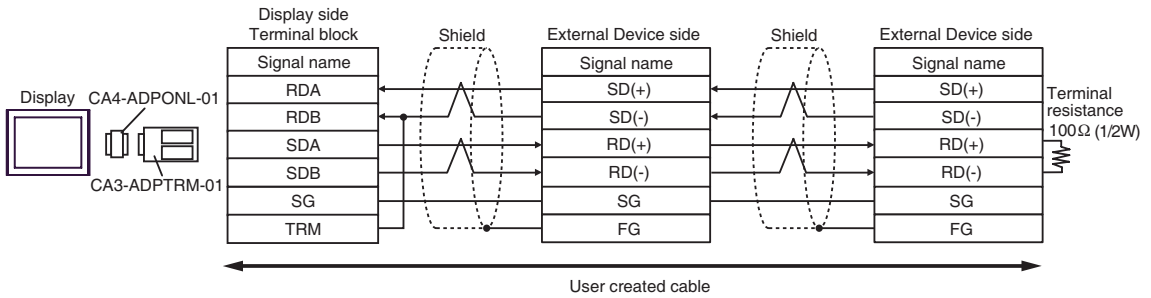 Display side
Terminal block
Shield
External Device side
Shield
External Device side
Signal name
Signal name
Signal name
RDA
SD(+)
SD(+)
Display
CA4-ADPONL-01
RDB
SD(-)
SD(-)
Terminal
resistance
100Ω (1/2W)
SDA
RD(+)
RD(+)
CA3-ADPTRM-01
SDB
RD(-)
RD(-)
SG
SG
SG
TRM
FG
FG
User created cable